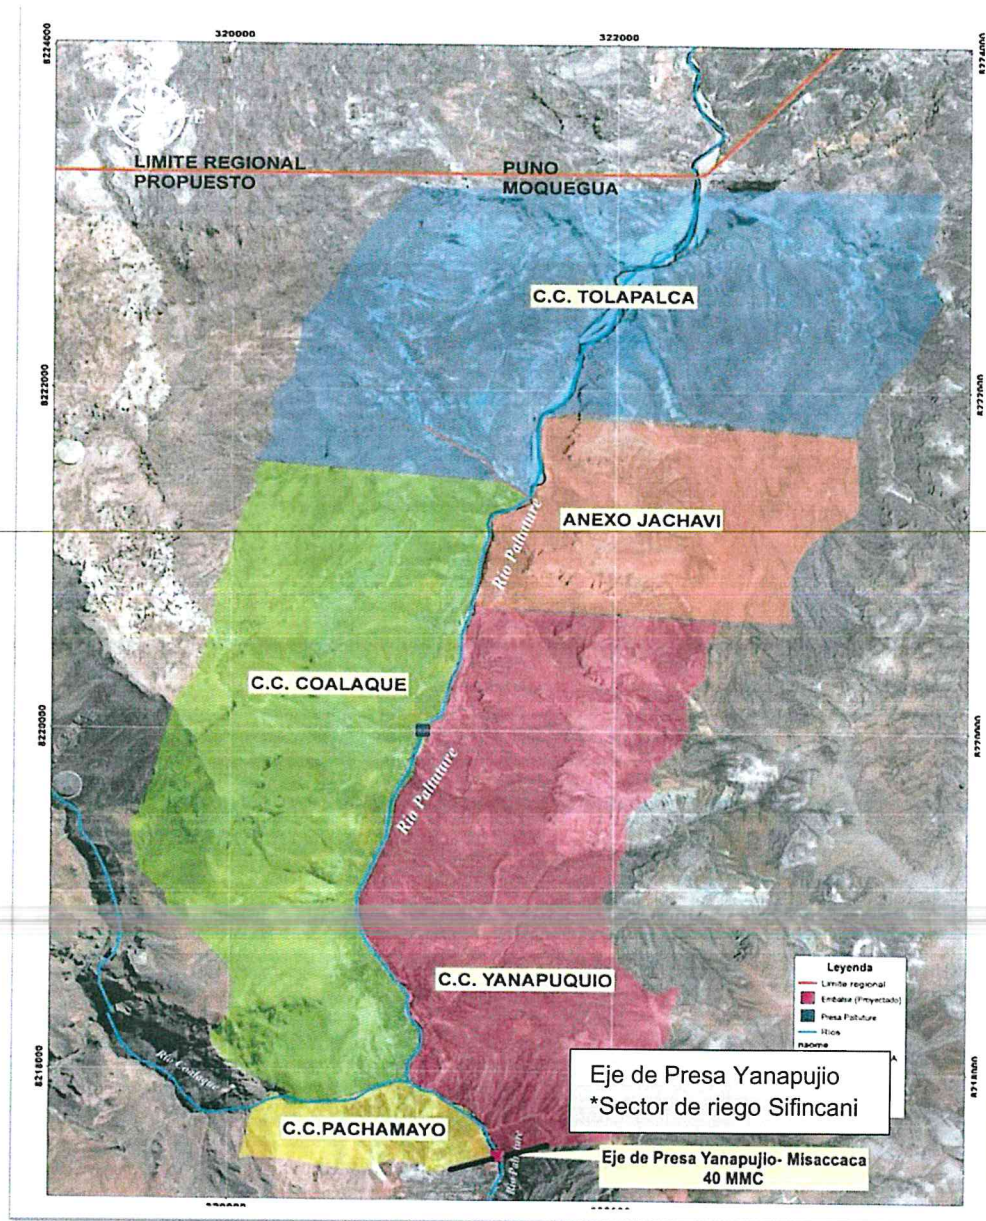 320000
322000
8224000
8224000
LIMITE REGIONAL
PROPUESTO
PUNO
MOQUEGUA
C.C. TOLAPALCA
8222000
8222000
ANEXO JACHAVI
Rio Paltuture
C.C. COALAQUE
8220000
8220000
Rio Paltuture
C.C. YANAPUQUIO
Leyenda
Limite regional
Embalse (Proyectado)
Presa Paltuture
Rios
8218000
8218000
Rio Coalaque
Eje de Presa Yanapujio
*Sector de riego Sifincani
C.C.PACHAMAYO
Rio Paltuture
Eje de Presa Yanapujio- Misaccaca
40 MMC